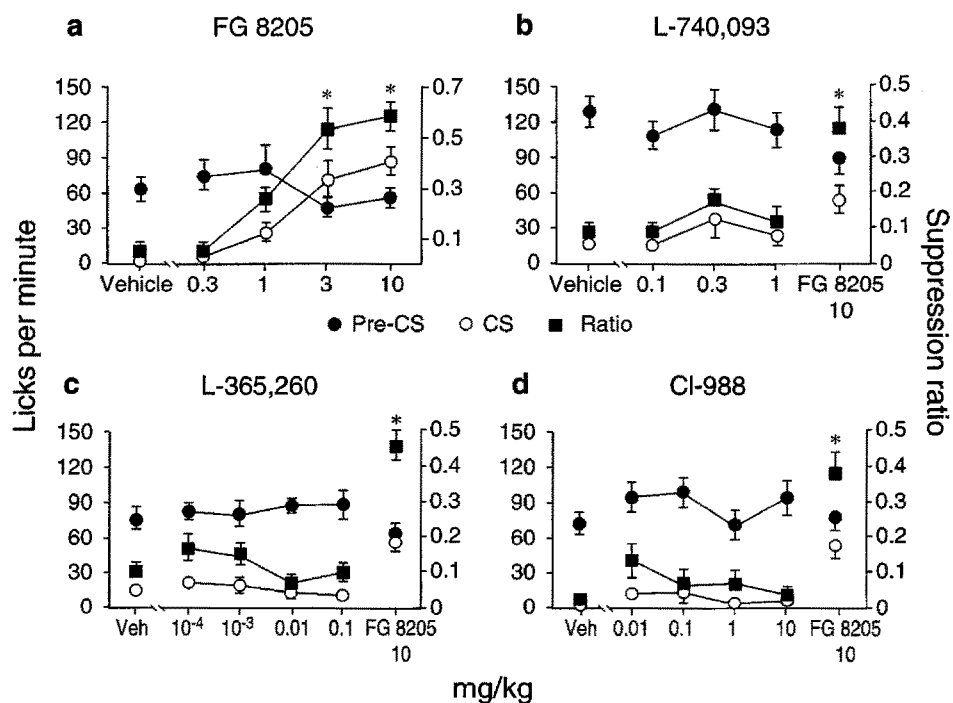 a FG 8205
b L-740,093
150 120 90 60 30 0
0.7 0.5 0.3 0.1
Vehicle 0.3 1 3 10
* *
150 120 90 60 30 0
0.5 0.4 0.3 0.2 0.1 0
Vehicle 0.1 0.3 1 FG 8205
10
*
Licks per minute
Suppression ratio
Pre-CS CS Ratio
c L-365,260
d CI-988
150 120 90 60 30 0
0.5 0.4 0.3 0.2 0.1 0
Veh 10⁻⁴ 10⁻³ 0.01 0.1 FG 8205
10
*
150 120 90 60 30 0
0.5 0.4 0.3 0.2 0.1 0
Veh 0.01 0.1 1 10 FG 8205
10
*
mg/kg